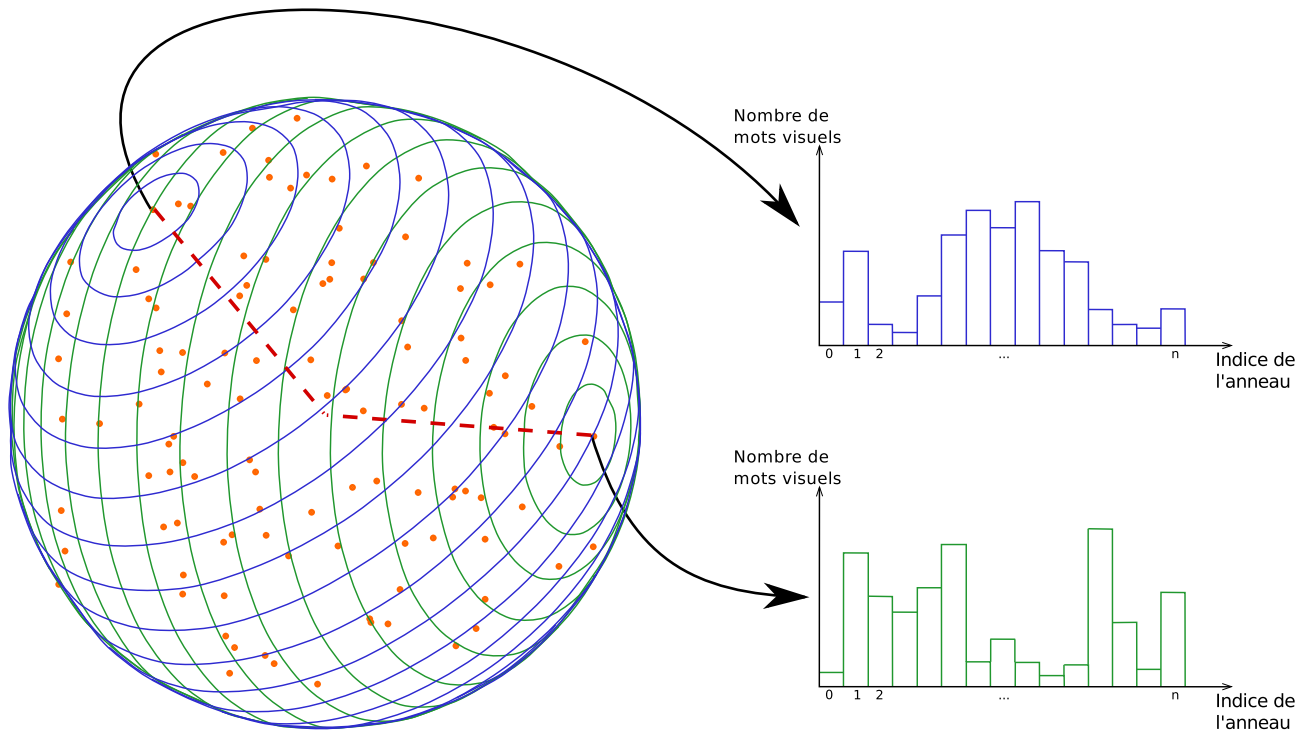 Nombre de
mots visuels
0 1 2 ... n
Indice de
l'anneau
Nombre de
mots visuels
0 1 2 ... n
Indice de
l'anneau